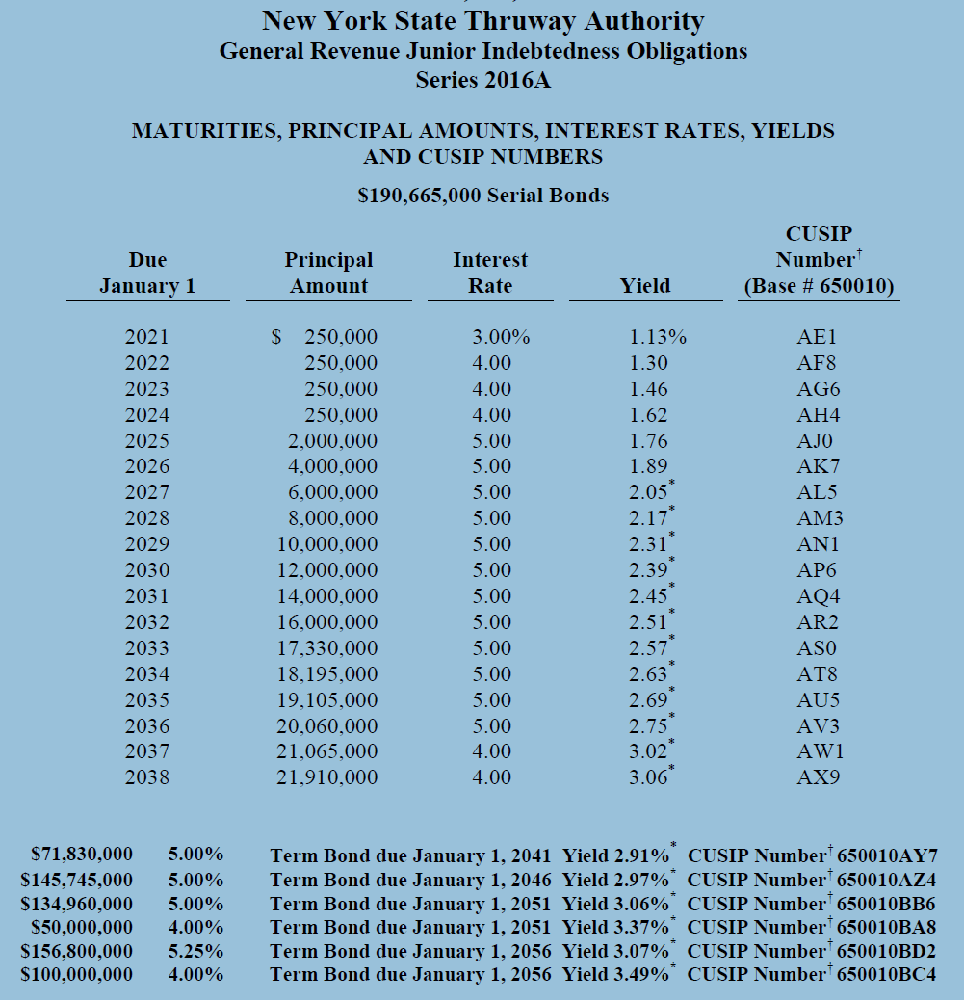 New York State Thruway Authority
General Revenue Junior Indebtedness Obligations
Series 2016A
MATURITIES, PRINCIPAL AMOUNTS, INTEREST RATES, YIELDS
AND CUSIP NUMBERS
$190,665,000 Serial Bonds
Due January 1 Principal Amount Interest Rate Yield CUSIP Number† (Base # 650010)
2021 $ 250,000 3.00% 1.13% AE1
2022 250,000 4.00 1.30 AF8
2023 250,000 4.00 1.46 AG6
2024 250,000 4.00 1.62 AH4
2025 2,000,000 5.00 1.76 AJ0
2026 4,000,000 5.00 1.89 AK7
2027 6,000,000 5.00 2.05* AL5
2028 8,000,000 5.00 2.17* AM3
2029 10,000,000 5.00 2.31* AN1
2030 12,000,000 5.00 2.39* AP6
2031 14,000,000 5.00 2.45* AQ4
2032 16,000,000 5.00 2.51* AR2
2033 17,330,000 5.00 2.57* AS0
2034 18,195,000 5.00 2.63* AT8
2035 19,105,000 5.00 2.69* AU5
2036 20,060,000 5.00 2.75* AV3
2037 21,065,000 4.00 3.02* AW1
2038 21,910,000 4.00 3.06* AX9
$71,830,000 5.00% Term Bond due January 1, 2041 Yield 2.91%* CUSIP Number† 650010AY7
$145,745,000 5.00% Term Bond due January 1, 2046 Yield 2.97%* CUSIP Number† 650010AZ4
$134,960,000 5.00% Term Bond due January 1, 2051 Yield 3.06%* CUSIP Number† 650010BB6
$50,000,000 4.00% Term Bond due January 1, 2051 Yield 3.37%* CUSIP Number† 650010BA8
$156,800,000 5.25% Term Bond due January 1, 2056 Yield 3.07%* CUSIP Number† 650010BD2
$100,000,000 4.00% Term Bond due January 1, 2056 Yield 3.49%* CUSIP Number† 650010BC4